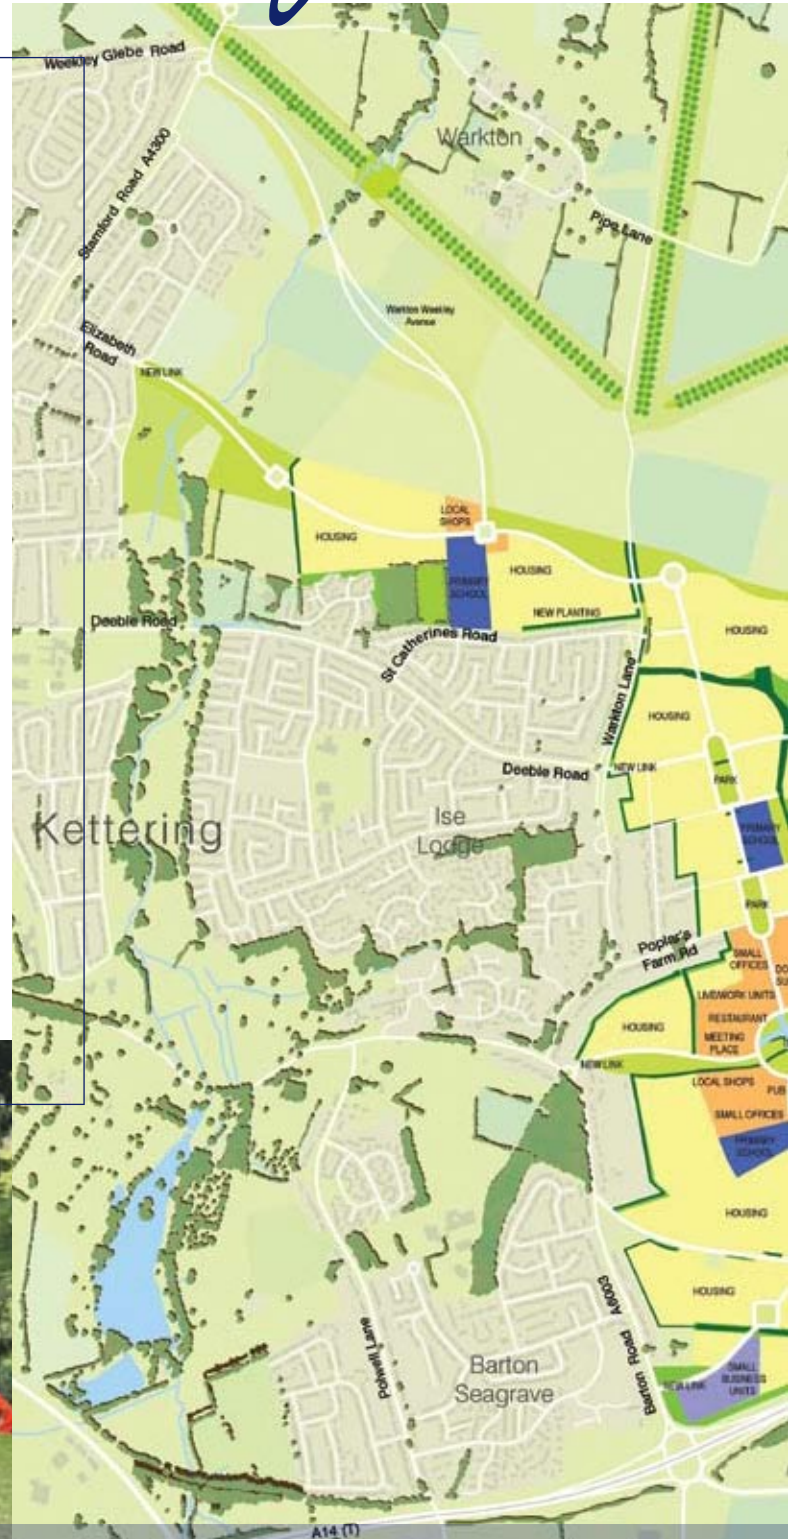 Weekley Glebe Road
Warkton
Stamford Road A4300
Pipe Lane
Warkton Weekley
Avenue
Elizabeth
Road
NEW LINK
LOCAL
SHOPS
HOUSING
HOUSING
PRIMARY
SCHOOL
NEW PLANTING
Deeble Road
HOUSING
St Catherines Road
Warkton Lane
HOUSING
Deeble Road
NEW LINK
PARK
Kettering
Ise
Lodge
PRIMARY
SCHOOL
PARK
Poplar's
Farm Rd
SMALL
OFFICES
LIVE/WORK UNITS
RESTAURANT
HOUSING
MEETING
PLACE
NEW LINK
LOCAL SHOPS
PUB
SMALL OFFICES
PRIMARY
SCHOOL
HOUSING
HOUSING
Polwell Lane
Barton Road A6003
Barton
Seagrave
SMALL
BUSINESS
UNITS
NEW LINK
A14 (T)